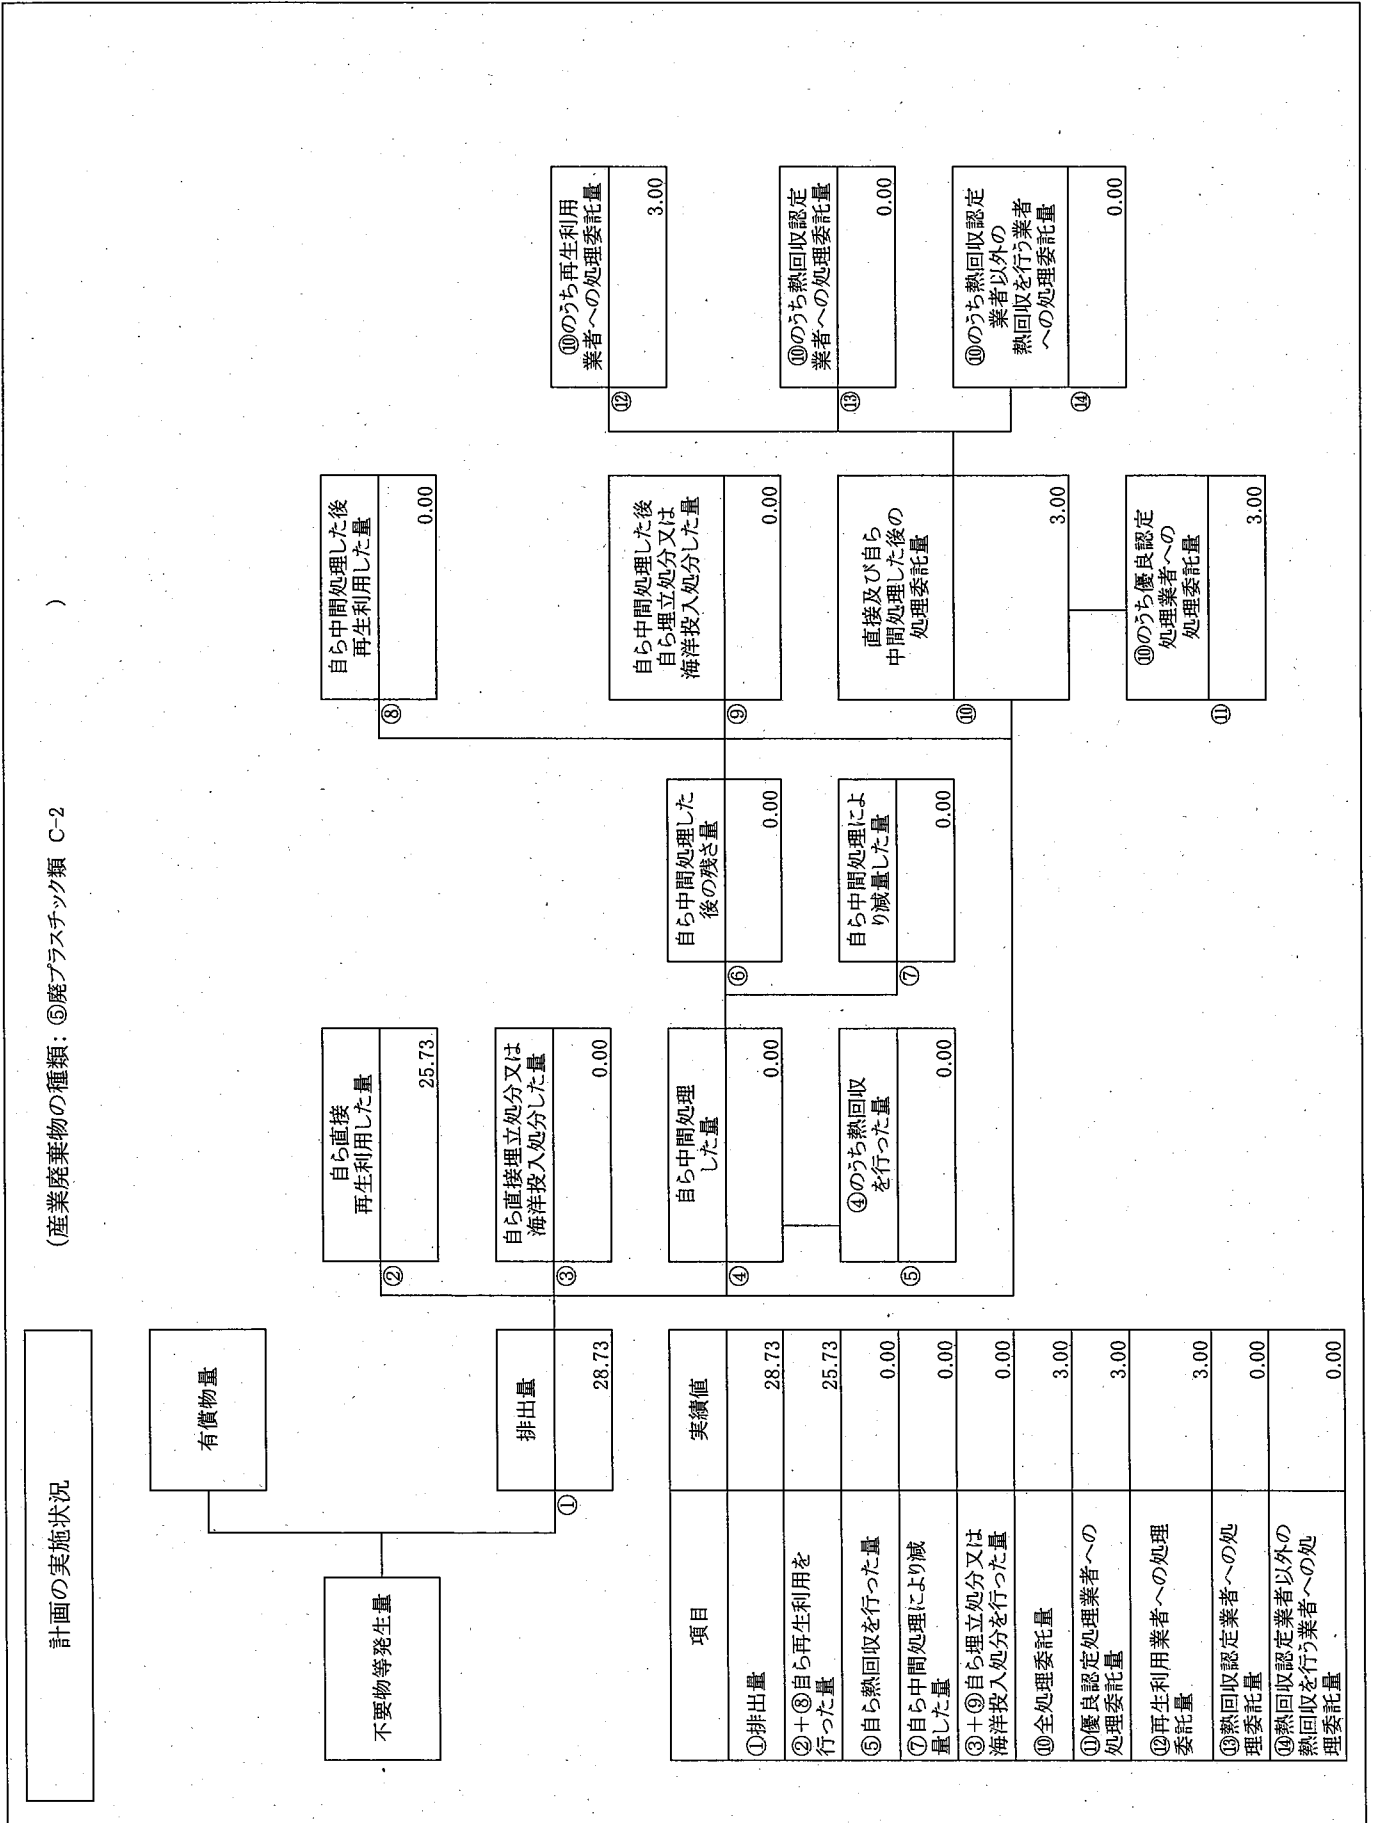 計画の実施状況
(産業廃棄物の種類：⑤廃プラスチック類 C-2 )
不要物等発生量
有償物量
排出量
①
28.73
自ら直接
再生利用した量
②
25.73
自ら直接埋立処分又は
海洋投入処分した量
③
0.00
自ら中間処理
した量
④
0.00
④のうち熱回収
を行った量
⑤
0.00
自ら中間処理した
後の残さ量
⑥
0.00
自ら中間処理によ
り減量した量
⑦
0.00
自ら中間処理した後
再生利用した量
⑧
0.00
自ら中間処理した後
自ら埋立処分又は
海洋投入処分した量
⑨
0.00
直接及び自ら
中間処理した後の
処理委託量
⑩
3.00
⑩のうち優良認定
処理業者への
処理委託量
⑪
3.00
⑩のうち再生利用
業者への処理委託量
⑫
3.00
⑩のうち熱回収認定
業者への処理委託量
⑬
0.00
⑩のうち熱回収認定
業者以外の
熱回収を行う業者
への処理委託量
⑭
0.00
項目 実績値
①排出量 28.73
②＋⑧自ら再生利用を
行った量 25.73
⑤自ら熱回収を行った量 0.00
⑦自ら中間処理により減
量した量 0.00
③＋⑨自ら埋立処分又は
海洋投入処分を行った量 0.00
⑩全処理委託量 3.00
⑪優良認定処理業者への
処理委託量 3.00
⑫再生利用業者への処理
委託量 3.00
⑬熱回収認定業者への処
理委託量 0.00
⑭熱回収認定業者以外の
熱回収を行う業者への処
理委託量 0.00